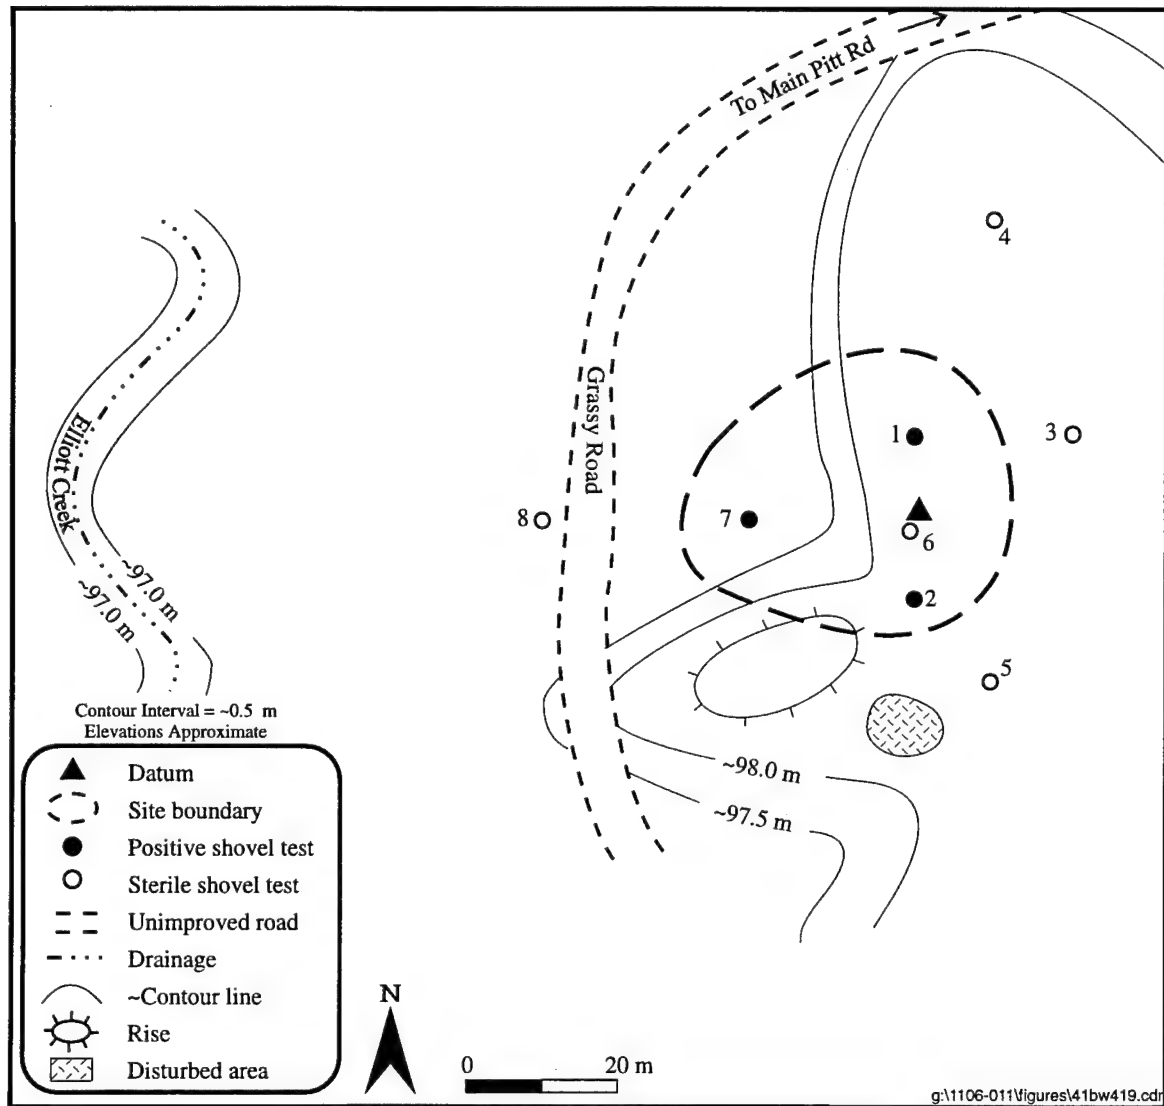 To Main Pitt Rd
4
Grassy Road
1
3
Elliott Creek
8
7
6
~97.0 m
~97.0 m
2
5
Contour Interval = ~0.5 m
Elevations Approximate
~98.0 m
~97.5 m
Datum
Site boundary
Positive shovel test
Sterile shovel test
Unimproved road
Drainage
~Contour line
Rise
Disturbed area
N
0 20 m
g:\1106-011\figures\41bw419.cdr